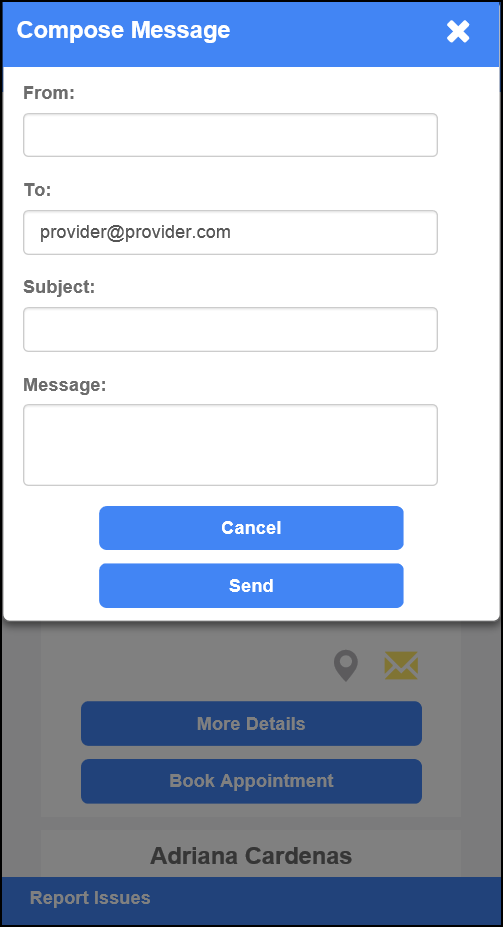 Compose Message
From:
To:
provider@provider.com
Subject:
Message:
Cancel
Send
More Details
Book Appointment
Adriana Cardenas
Report Issues